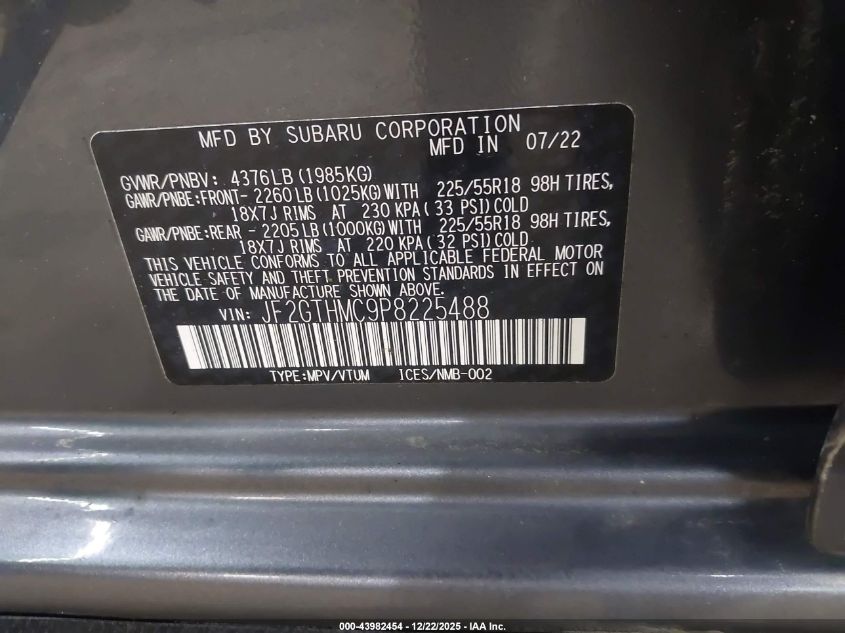 MFD BY SUBARU CORPORATION
MFD IN 07/22
GVWR/PNBV: 4376LB (1985KG)
GAWR/PNBE:FRONT- 2260LB (1025KG) WITH 225/55R18 98H TIRES,
18X7J RIMS AT 230 KPA ( 33 PSI) COLD
GAWR/PNBE:REAR - 2205LB (1000KG) WITH 225/55R18 98H TIRES,
18X7J RIMS AT 220 KPA ( 32 PSI) COLD.
THIS VEHICLE CONFORMS TO ALL APPLICABLE FEDERAL MOTOR
VEHICLE SAFETY AND THEFT PREVENTION STANDARDS IN EFFECT ON
THE DATE OF MANUFACTURE SHOWN ABOVE.
VIN: JF2GTHMC9P8225488
TYPE:MPV/VTUM ICES/NMB-002
000-43982454 - 12/22/2025 - IAA Inc.